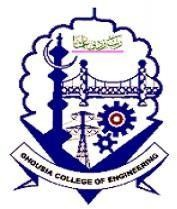 رَبِّ زِدْنِي عِلْمًا
GHOUSIA COLLEGE OF ENGINEERING